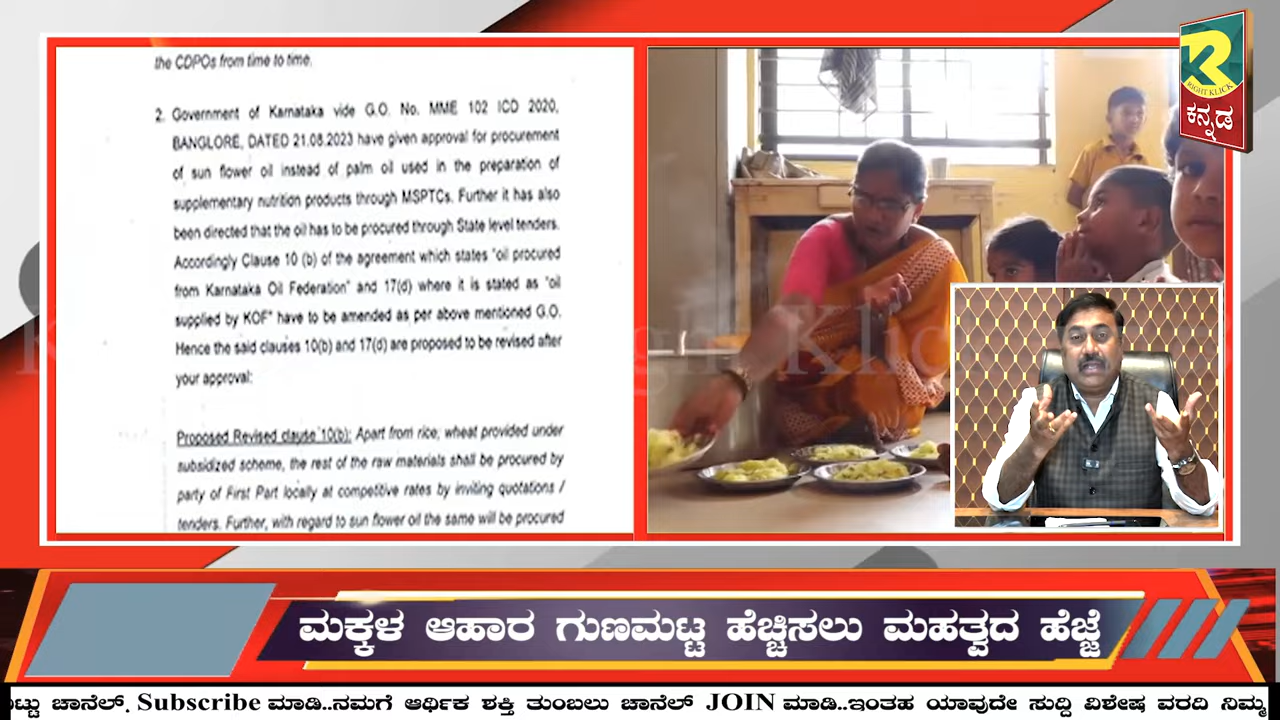 the CDPOs from time to time.
2. Government of Karnataka vide G.O. No. MME 102 ICD 2020,
BANGLORE, DATED 21.08.2023 have given approval for procurement
of sun flower oil instead of palm oil used in the preparation of
supplementary nutrition products through MSPTCs. Further it has also
been directed that the oil has to be procured through State level tenders.
Accordingly Clause 10 (b) of the agreement which states "oil procured
from Karnataka Oil Federation" and 17(d) where it is stated as "oil
supplied by KOF" have to be amended as per above mentioned G.O.
Hence the said clauses 10(b) and 17(d) are proposed to be revised after
your approval:
Proposed Revised clause 10(b): Apart from rice; wheat provided under
subsidized scheme, the rest of the raw materials shall be procured by
party of First Part locally at competitive rates by inviting quotations /
tenders. Further, with regard to sun flower oil the same will be procured
RIGHT KLICK
ಕನ್ನಡ
Right Klick
ಮಕ್ಕಳ ಆಹಾರ ಗುಣಮಟ್ಟ ಹೆಚ್ಚಿಸಲು ಮಹತ್ವದ ಹೆಜ್ಜೆ
ಚಾನೆಲ್. Subscribe ಮಾಡಿ..ನಮಗೆ ಆರ್ಥಿಕ ಶಕ್ತಿ ತುಂಬಲು ಚಾನೆಲ್ JOIN ಮಾಡಿ..ಇಂತಹ ಯಾವುದೇ ಸುದ್ದಿ ವಿಶೇಷ ವರದಿ ನಿಮ್ಮ